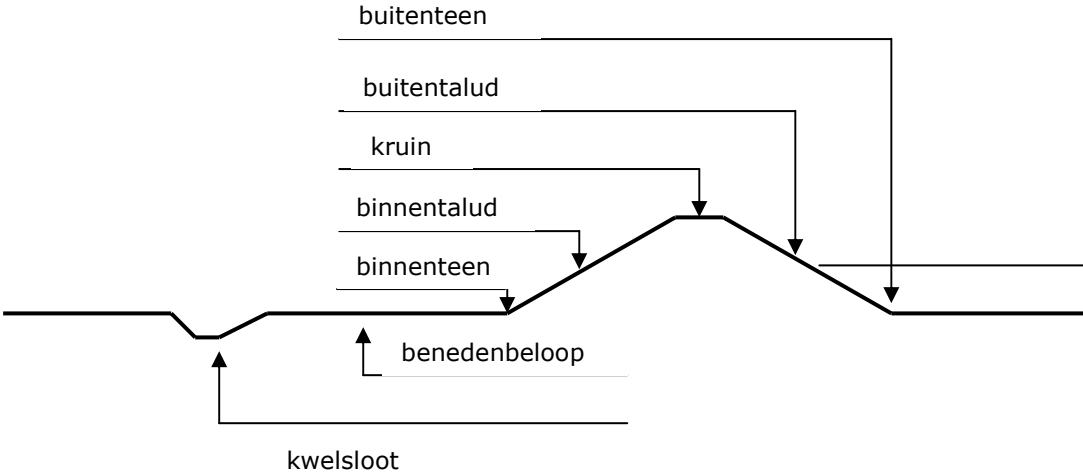 buitenteen
buitentalud
kruin
binnentalud
binnenteen
benedenbeloop
kwelsloot